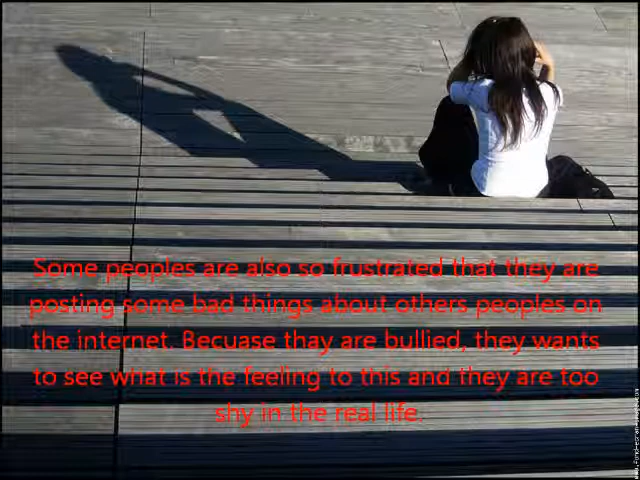 Some peoples are also so frustrated that they are
posting some bad things about others peoples on
the internet. Becuase thay are bullied, they wants
to see what is the feeling to this and they are too
shy in the real life.